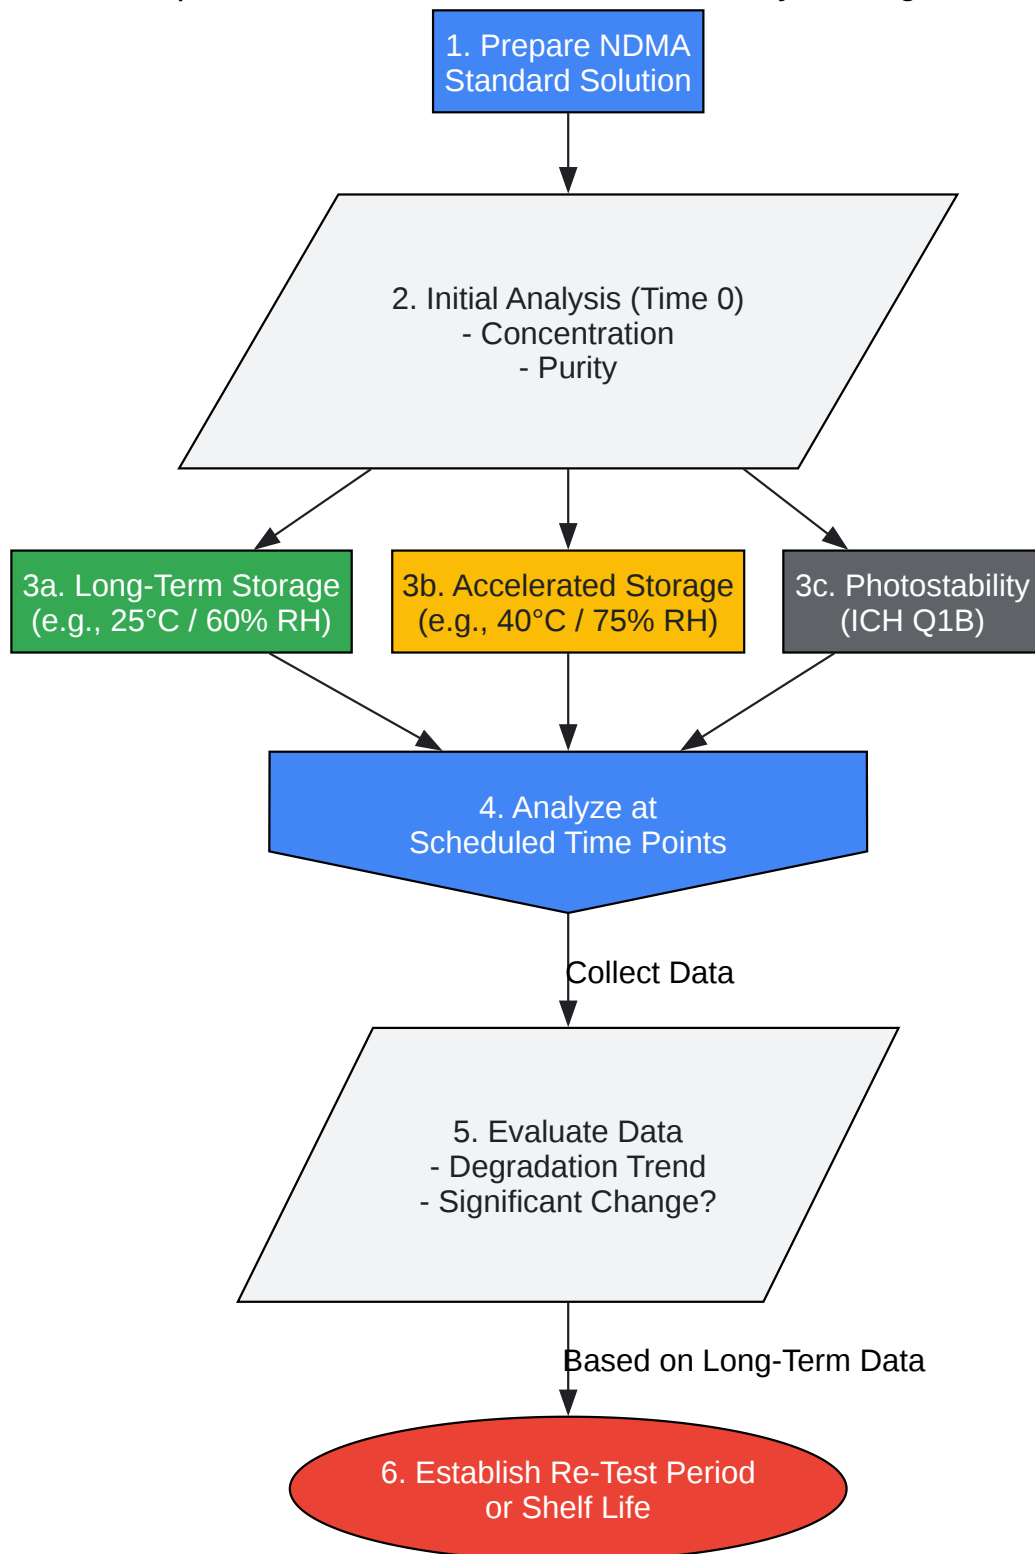 1. Prepare NDMA
Standard Solution
2. Initial Analysis (Time 0)
- Concentration
- Purity
3a. Long-Term Storage
(e.g., 25°C / 60% RH)
3b. Accelerated Storage
(e.g., 40°C / 75% RH)
3c. Photostability
(ICH Q1B)
4. Analyze at
Scheduled Time Points
Collect Data
5. Evaluate Data
- Degradation Trend
- Significant Change?
Based on Long-Term Data
6. Establish Re-Test Period
or Shelf Life